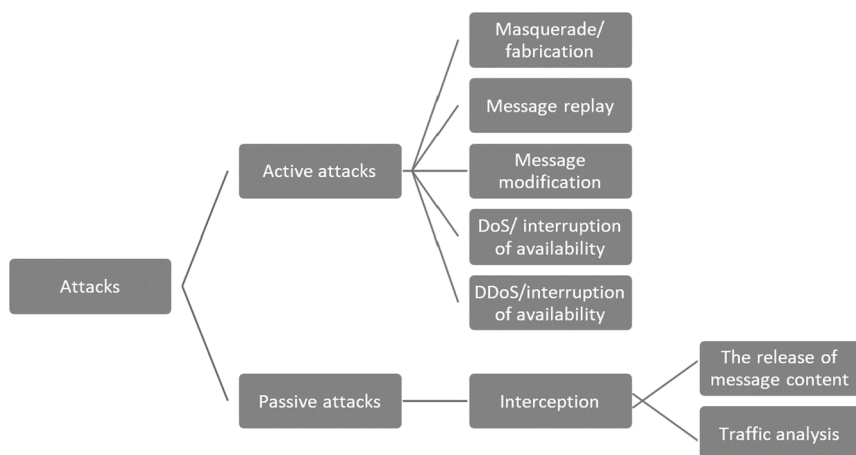 Masquerade/
fabrication
Message replay
Active attacks
Message
modification
DoS/ interruption
of availability
Attacks
DDoS/interruption
of availability
The release of
message content
Passive attacks
Interception
Traffic analysis